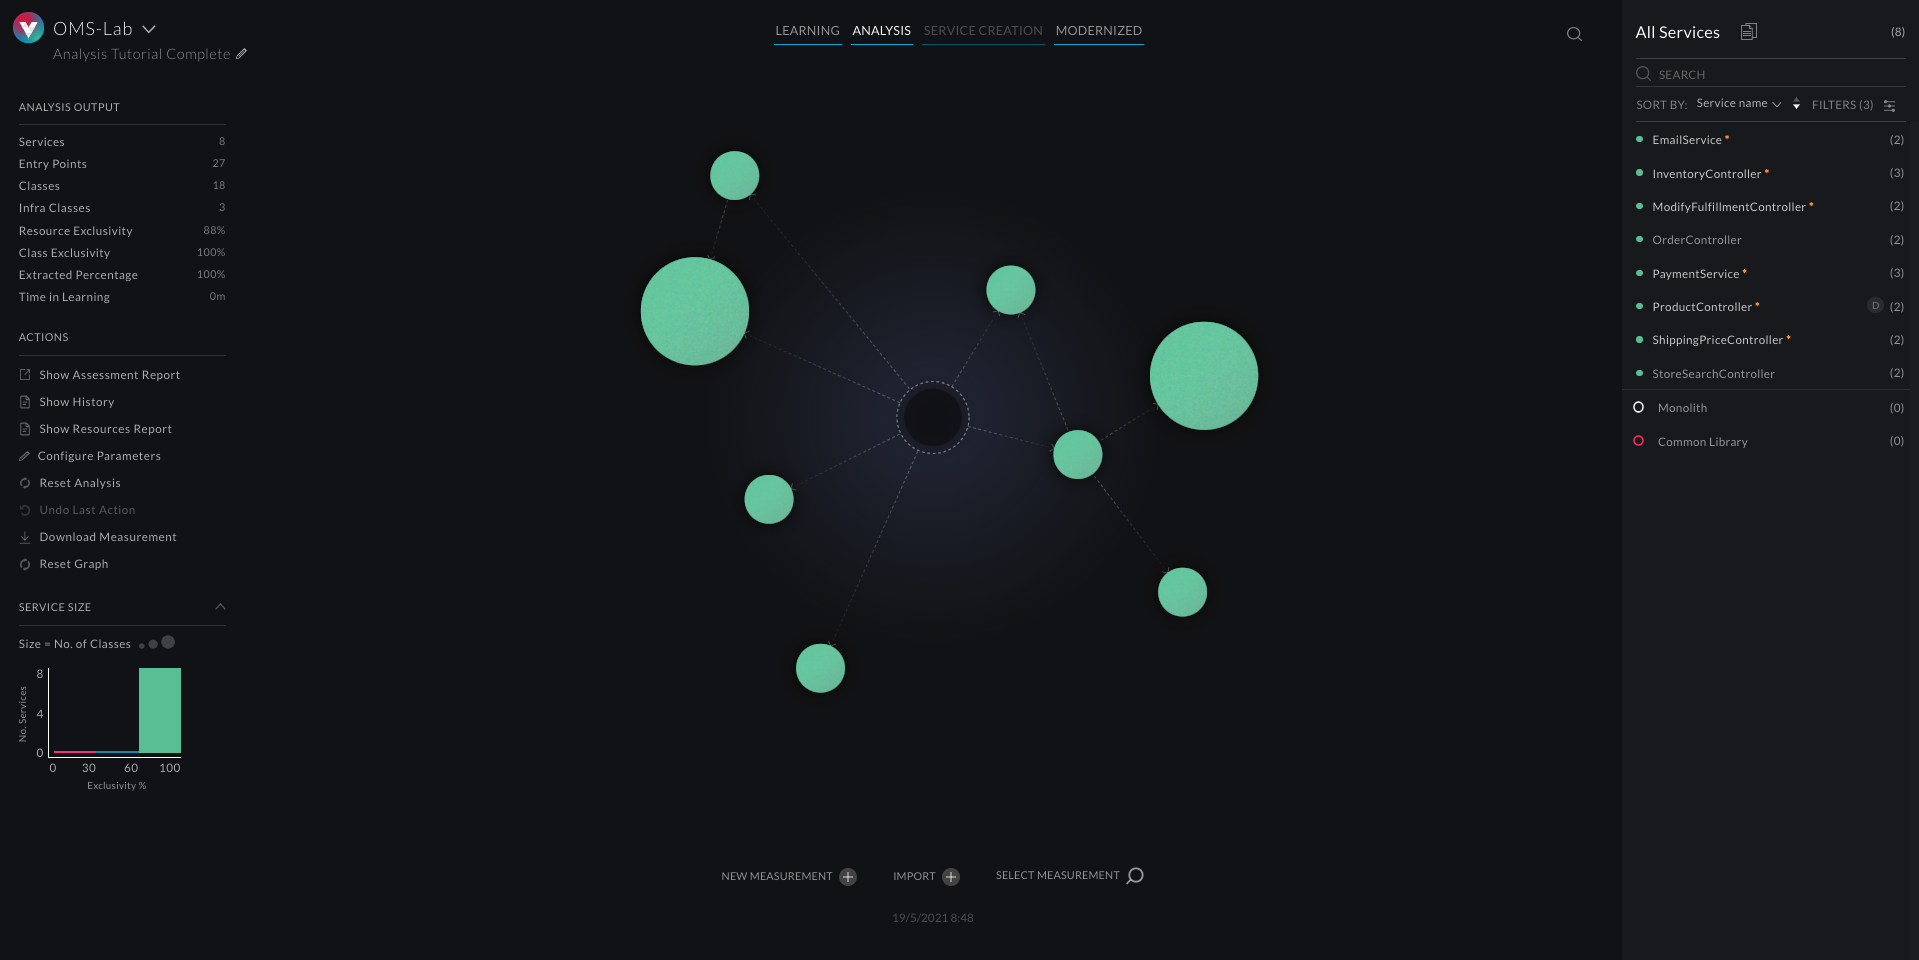 OMS-Lab
Analysis Tutorial Complete
LEARNING ANALYSIS SERVICE CREATION MODERNIZED
ANALYSIS OUTPUT
Services 8
Entry Points 27
Classes 18
Infra Classes 3
Resource Exclusivity 88%
Class Exclusivity 100%
Extracted Percentage 100%
Time in Learning 0m
ACTIONS
Show Assessment Report
Show History
Show Resources Report
Configure Parameters
Reset Analysis
Undo Last Action
Download Measurement
Reset Graph
SERVICE SIZE
Size = No. of Classes
No. Services
8
4
0
0 30 60 100
Exclusivity %
NEW MEASUREMENT IMPORT SELECT MEASUREMENT
19/5/2021 8:48
All Services (8)
SEARCH
SORT BY: Service name FILTERS (3)
EmailService * (2)
InventoryController * (3)
ModifyFulfillmentController * (2)
OrderController (2)
PaymentService * (3)
ProductController * D (2)
ShippingPriceController * (2)
StoreSearchController (2)
Monolith (0)
Common Library (0)